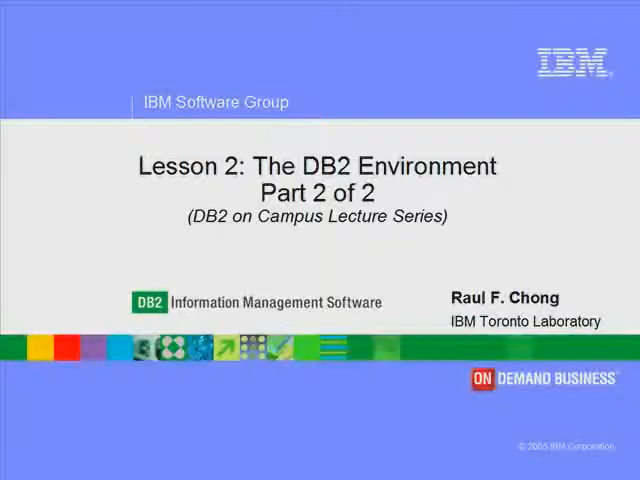 IBM
IBM Software Group
Lesson 2: The DB2 Environment
Part 2 of 2
(DB2 on Campus Lecture Series)
DB2 Information Management Software
Raul F. Chong
IBM Toronto Laboratory
ON DEMAND BUSINESS™
© 2005 IBM Corporation